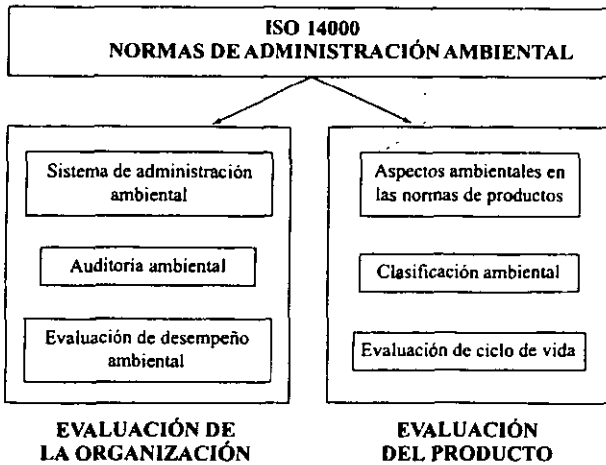 ISO 14000
NORMAS DE ADMINISTRACIÓN AMBIENTAL
Sistema de administración
ambiental
Auditoria ambiental
Evaluación de desempeño
ambiental
EVALUACIÓN DE
LA ORGANIZACIÓN
Aspectos ambientales en
las normas de productos
Clasificación ambiental
Evaluación de ciclo de vida
EVALUACIÓN
DEL PRODUCTO